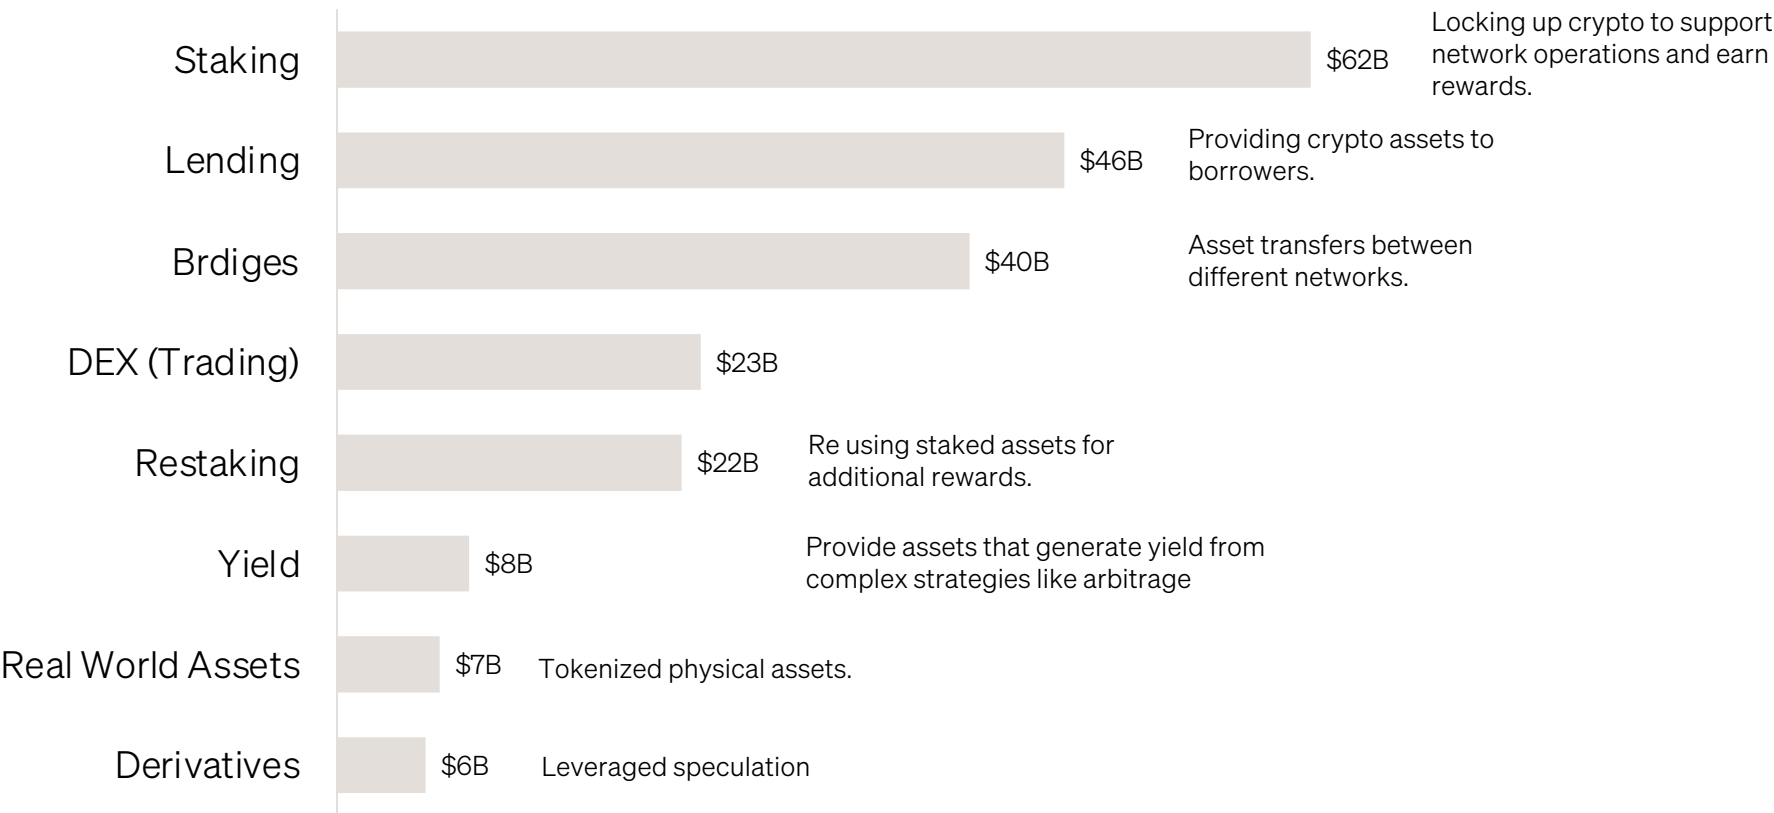 Staking
$62B
Locking up crypto to support
network operations and earn
rewards.
Lending
$46B
Providing crypto assets to
borrowers.
Brdiges
$40B
Asset transfers between
different networks.
DEX (Trading)
$23B
Restaking
$22B
Re using staked assets for
additional rewards.
Yield
$8B
Provide assets that generate yield from
complex strategies like arbitrage
Real World Assets
$7B
Tokenized physical assets.
Derivatives
$6B
Leveraged speculation